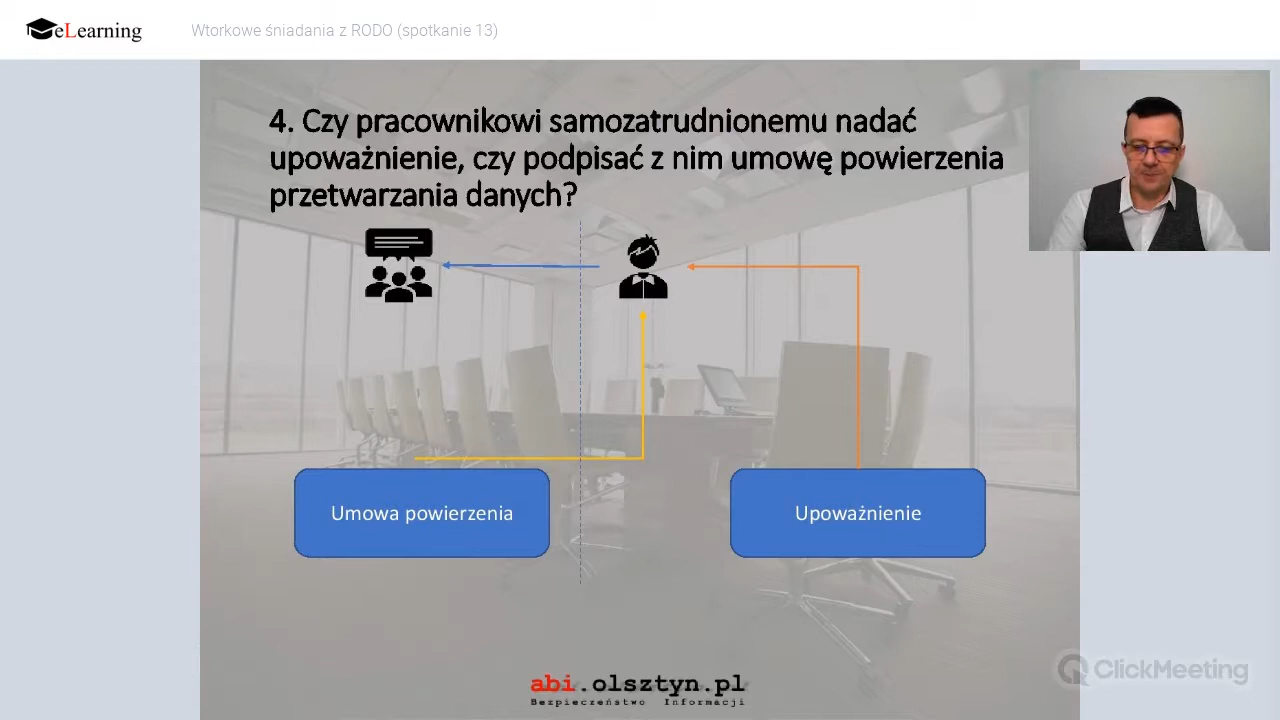 eLearning
Wtorkowe śniadania z RODO (spotkanie 13)
4. Czy pracownikowi samozatrudnionemu nadać
upoważnienie, czy podpisać z nim umowę powierzenia
przetwarzania danych?
Umowa powierzenia
Upoważnienie
abi.olsztyn.pl
Bezpieczeństwo Informacji
ClickMeeting